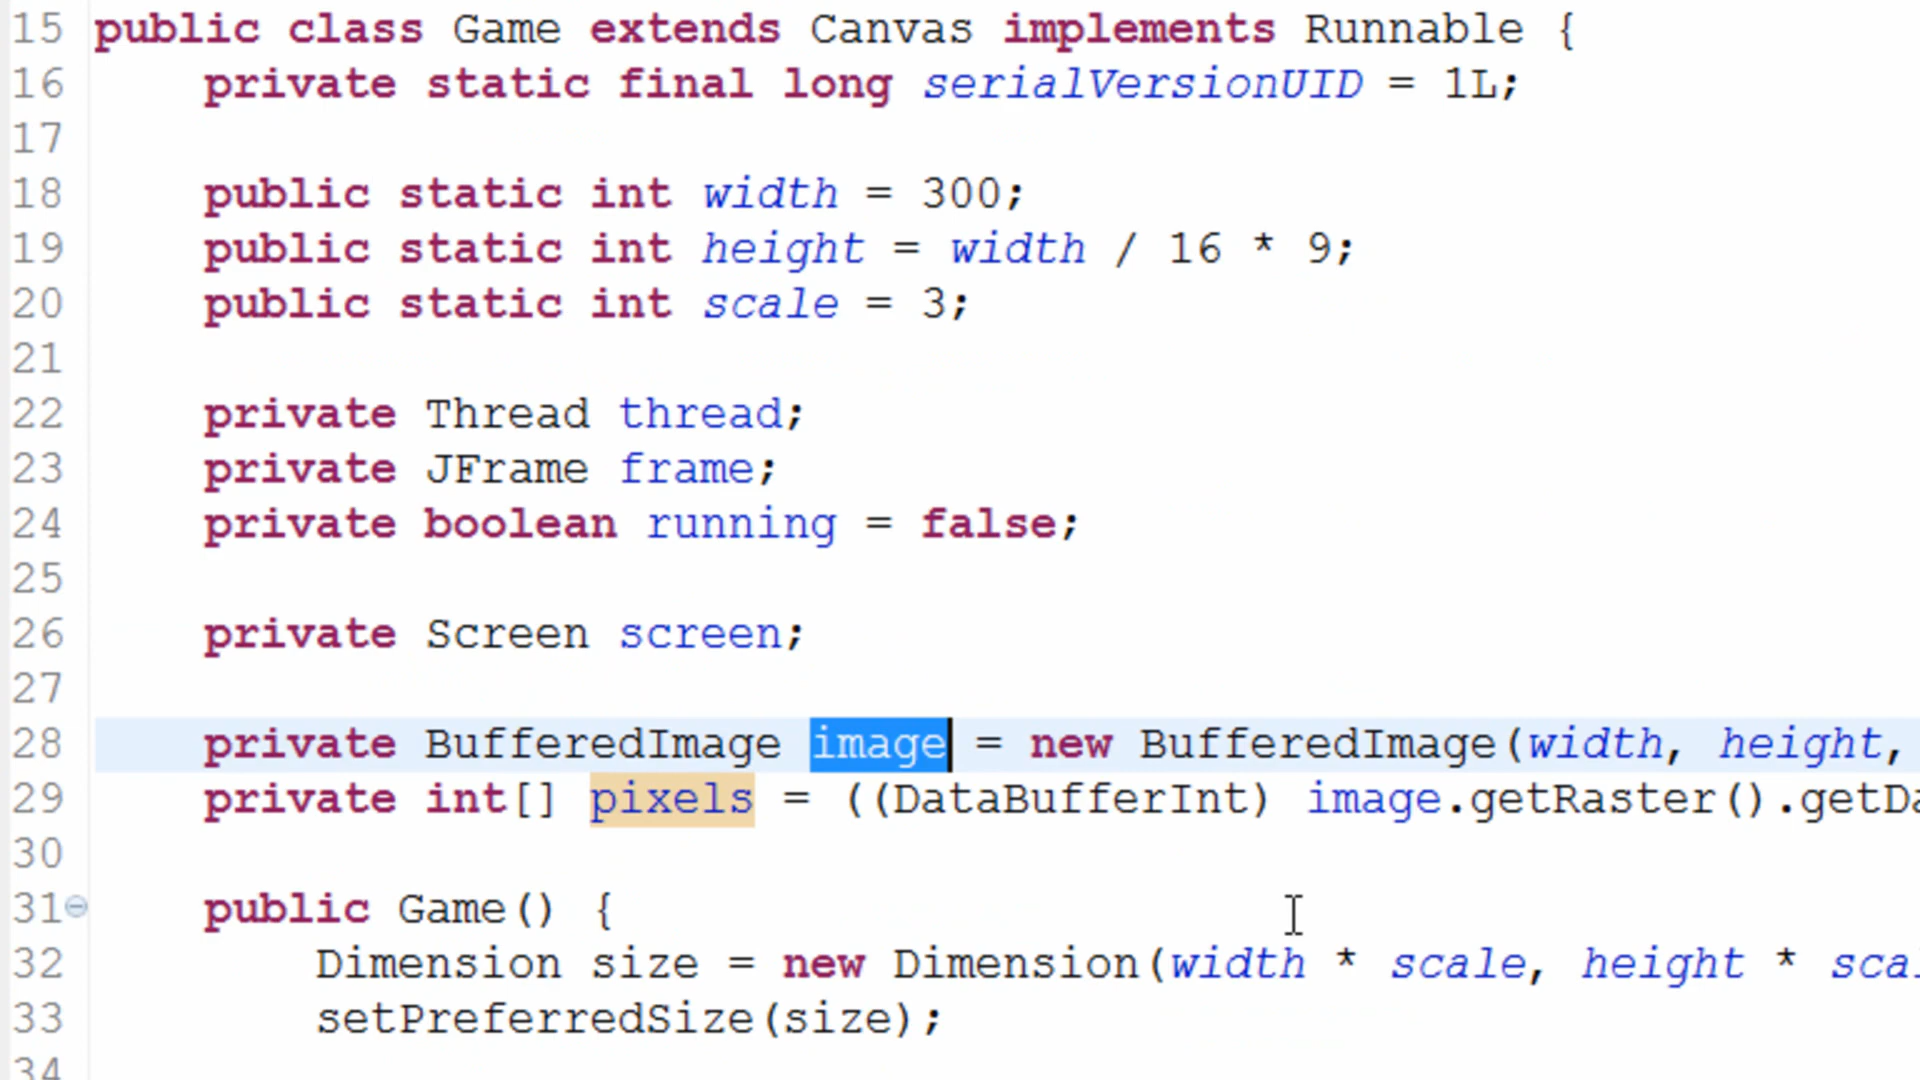 15 public class Game extends Canvas implements Runnable {
16     private static final long serialVersionUID = 1L;
17
18     public static int width = 300;
19     public static int height = width / 16 * 9;
20     public static int scale = 3;
21
22     private Thread thread;
23     private JFrame frame;
24     private boolean running = false;
25
26     private Screen screen;
27
28     private BufferedImage image = new BufferedImage(width, height,
29     private int[] pixels = ((DataBufferInt) image.getRaster().getDa
30
31     public Game() {
32         Dimension size = new Dimension(width * scale, height * scal
33         setPreferredSize(size);
34